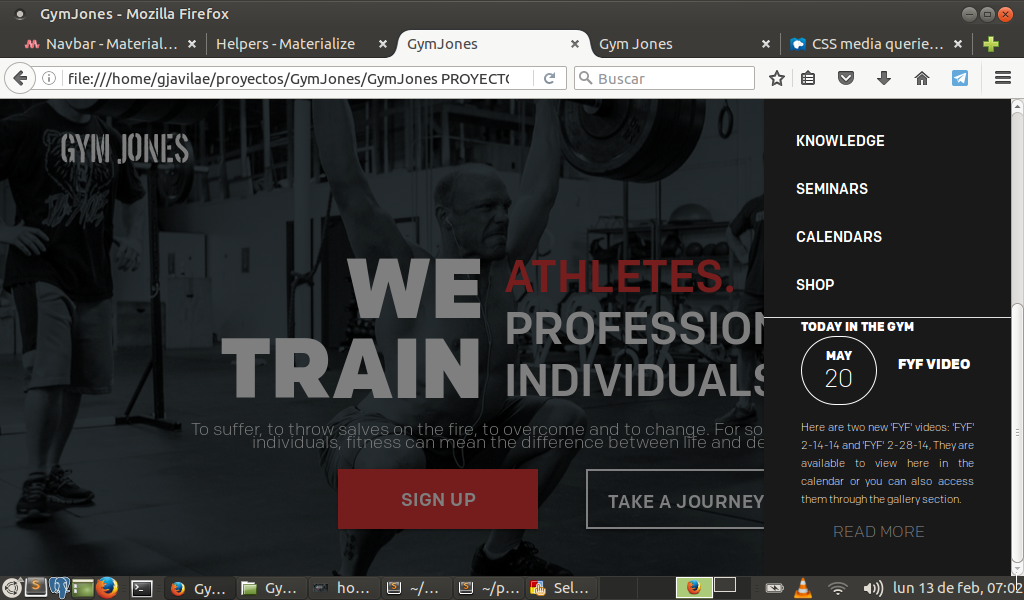 GymJones - Mozilla Firefox
Navbar - Material…
Helpers - Materialize
GymJones
Gym Jones
CSS media querie…
file:///home/gjavilae/proyectos/GymJones/GymJones PROYECTO
Buscar
GYM JONES
WE
TRAIN
ATHLETES.
PROFESSION
INDIVIDUALS
To suffer, to throw salves on the fire, to overcome and to change. For so
individuals, fitness can mean the difference between life and de
SIGN UP
TAKE A JOURNEY
KNOWLEDGE
SEMINARS
CALENDARS
SHOP
TODAY IN THE GYM
MAY
20
FYF VIDEO
Here are two new 'FYF' videos: 'FYF'
2-14-14 and 'FYF' 2-28-14, They are
available to view here in the
calendar or you can also access
them through the gallery section.
READ MORE
Gy…
Gy…
ho…
~/…
~/p…
Sel…
lun 13 de feb, 07:02